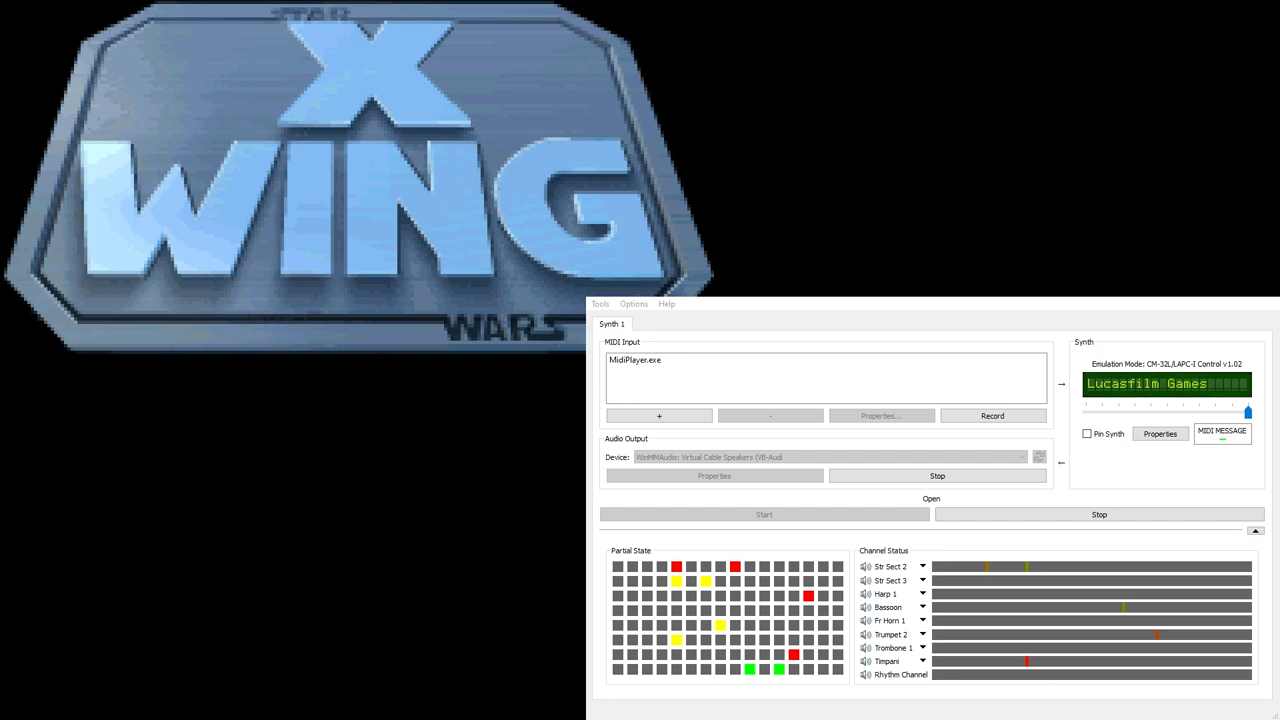 STAR
X
WING
WARS
Tools Options Help
Synth 1
MIDI Input
MidiPlayer.exe
+ - Properties... Record
Audio Output
Device: WinMMAudio: Virtual Cable Speakers (VB-Audi
Properties Stop
Synth
Emulation Mode: CM-32L/LAPC-I Control v1.02
Lucasfilm Games
Pin Synth Properties MIDI MESSAGE
Open
Start Stop
Partial State
Channel Status
Str Sect 2
Str Sect 3
Harp 1
Bassoon
Fr Horn 1
Trumpet 2
Trombone 1
Timpani
Rhythm Channel